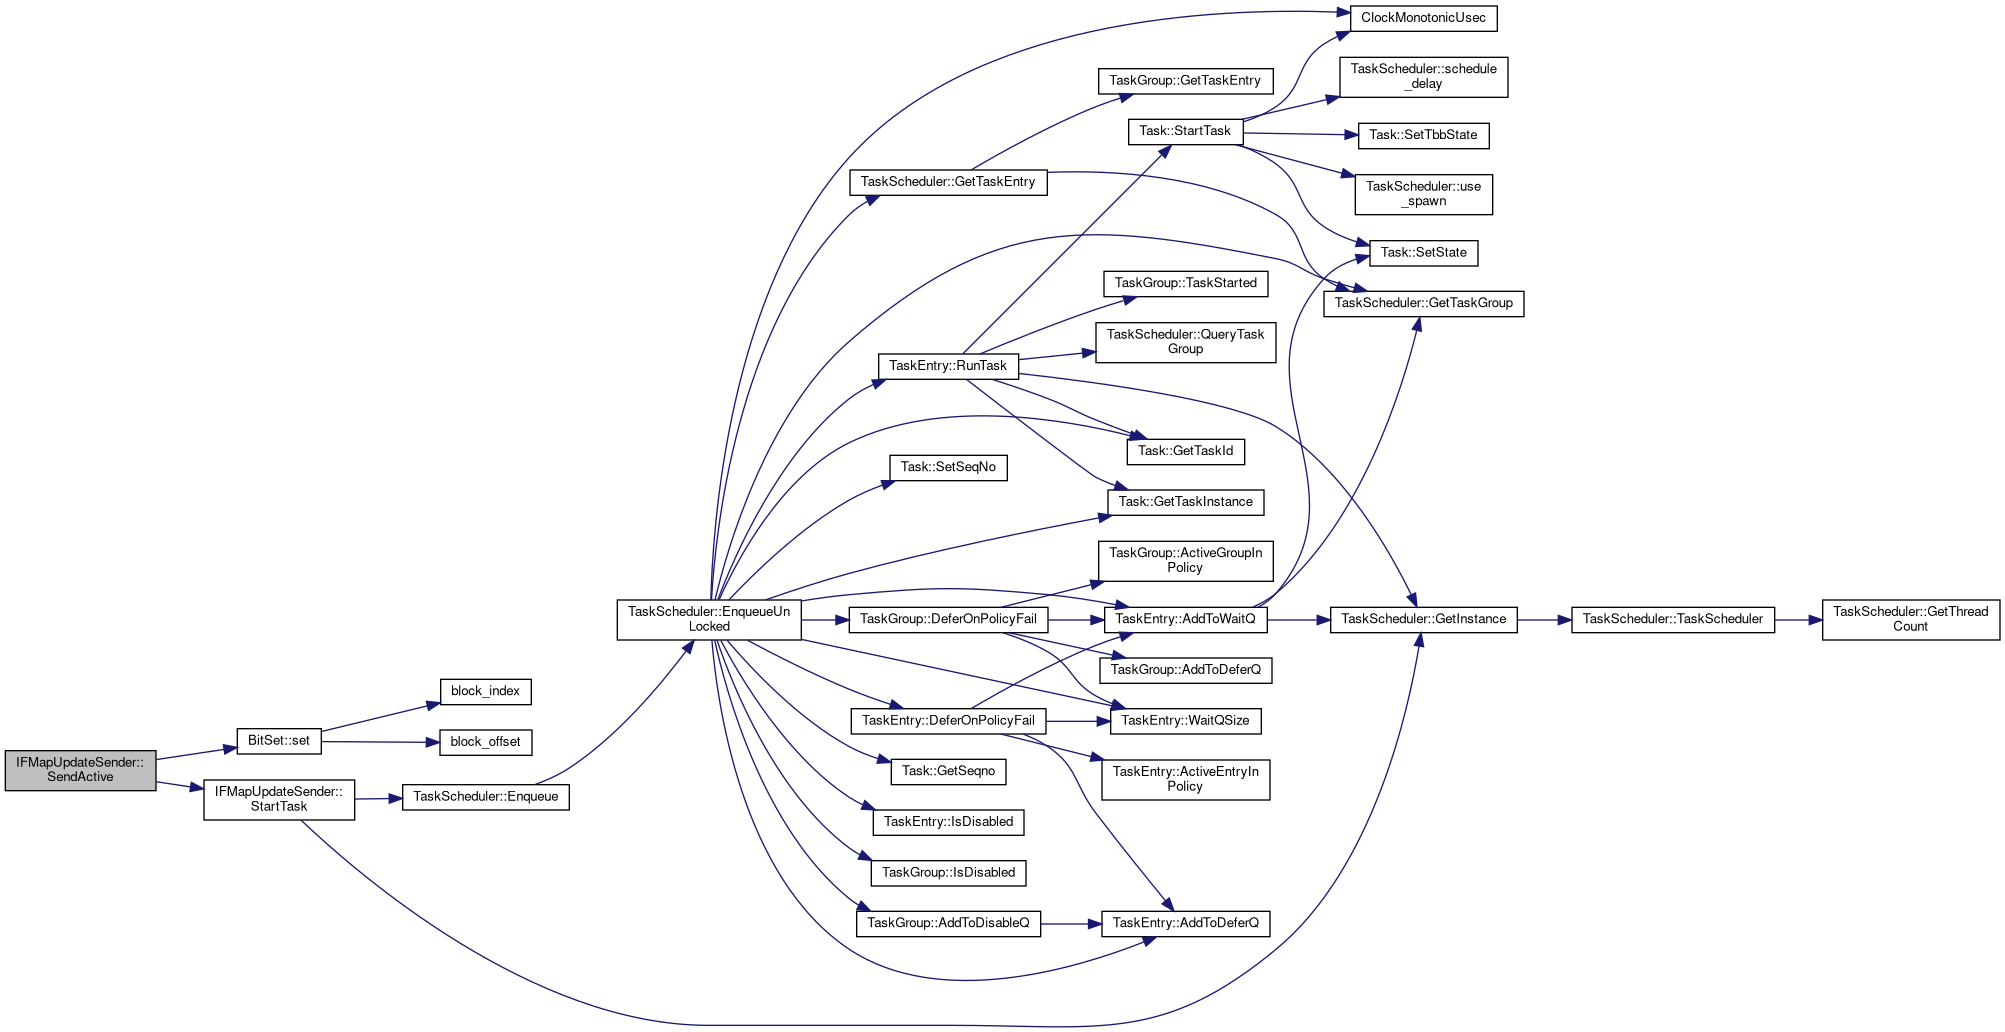 ClockMonotonicUsec
TaskScheduler::schedule
_delay
TaskGroup::GetTaskEntry
Task::StartTask
Task::SetTbbState
TaskScheduler::GetTaskEntry
TaskScheduler::use
_spawn
Task::SetState
TaskGroup::TaskStarted
TaskScheduler::GetTaskGroup
TaskScheduler::QueryTask
Group
TaskEntry::RunTask
Task::GetTaskId
Task::SetSeqNo
Task::GetTaskInstance
TaskGroup::ActiveGroupIn
Policy
TaskScheduler::EnqueueUn
Locked
TaskGroup::DeferOnPolicyFail
TaskEntry::AddToWaitQ
TaskScheduler::GetInstance
TaskScheduler::TaskScheduler
TaskScheduler::GetThread
Count
TaskGroup::AddToDeferQ
block_index
TaskEntry::DeferOnPolicyFail
TaskEntry::WaitQSize
BitSet::set
block_offset
IFMapUpdateSender::
SendActive
Task::GetSeqno
TaskEntry::ActiveEntryIn
Policy
IFMapUpdateSender::
StartTask
TaskScheduler::Enqueue
TaskEntry::IsDisabled
TaskGroup::IsDisabled
TaskGroup::AddToDisableQ
TaskEntry::AddToDeferQ